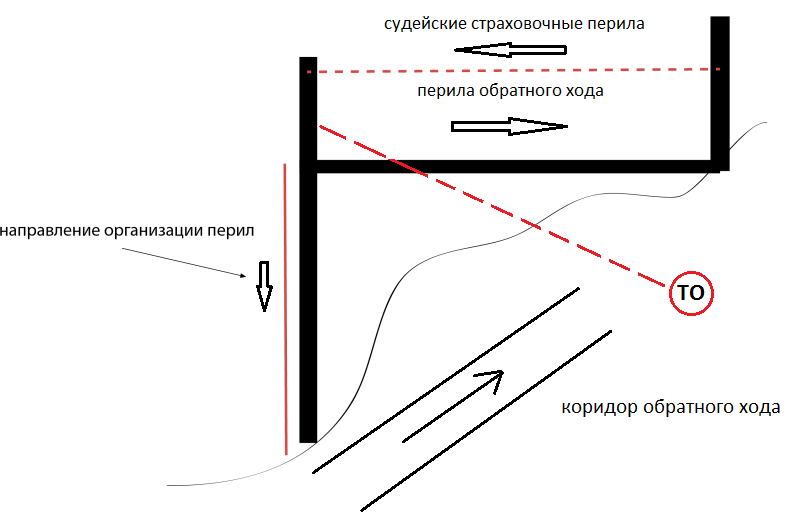 судейские страховочные перила
перила обратного хода
направление организации перил
ТО
коридор обратного хода